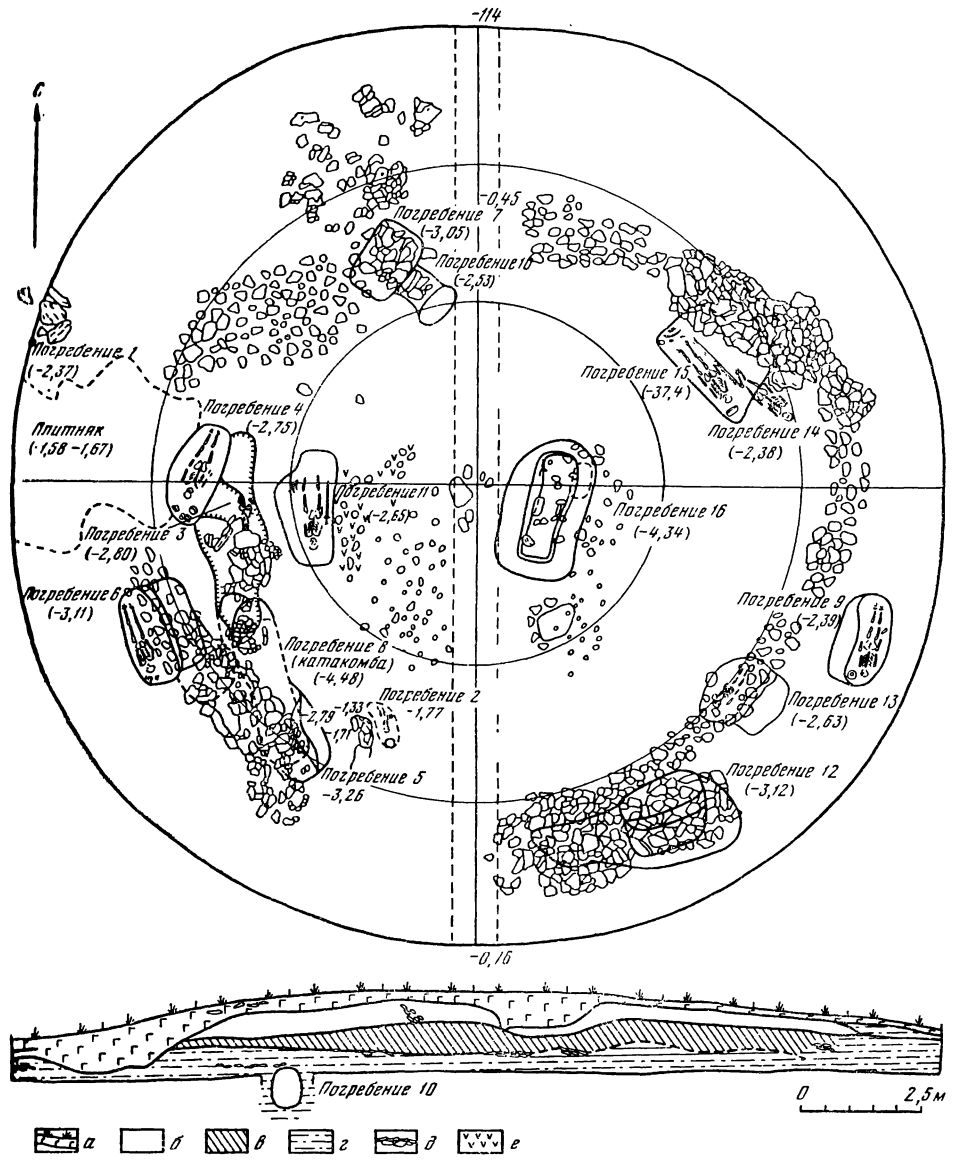 -114
С
-0,45
Погребение 7
(-3,05)
Погребение 10
(-2,53)
Погребение 1
(-2,37)
Погребение 15
(-37,4)
Погребение 4
(-2,75)
Плитняк
(-1,58 -1,67)
Погребение 14
(-2,38)
Погребение 11
(-2,65)
Погребение 16
(-4,34)
Погребение 3
(-2,80)
Погребение 6
(-3,11)
Погребение 9
(-2,39)
Погребение 8
(катакомба)
(-4,48)
Погребение 2
-1,77
-1,33
-2,79
-1,71
Погребение 13
(-2,63)
Погребение 5
-3,26
Погребение 12
(-3,12)
-0,16
Погребение 10
0 2,5м
а б в г д е